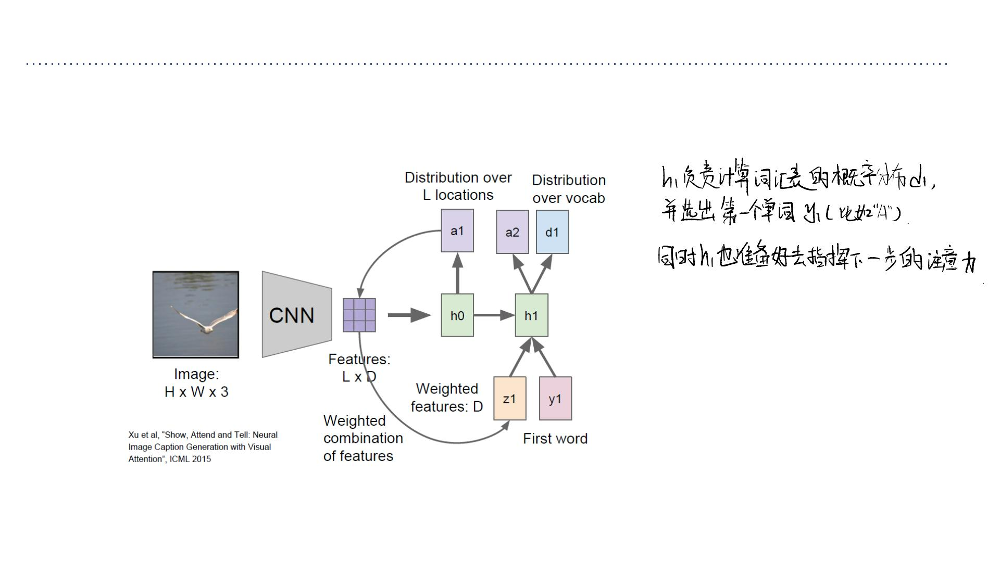 Distribution over
L locations
Distribution
over vocab
a1
a2
d1
CNN
h0
h1
Image:
H x W x 3
Features:
L x D
Weighted
features: D
z1
y1
First word
Weighted
combination
of features
Xu et al, “Show, Attend and Tell: Neural
Image Caption Generation with Visual
Attention”, ICML 2015
h₁负责计算词汇表的概率分布d₁,
并选出第一个单词y₁(比如"A")
同时h₁也准备好去指挥下一步的注意力